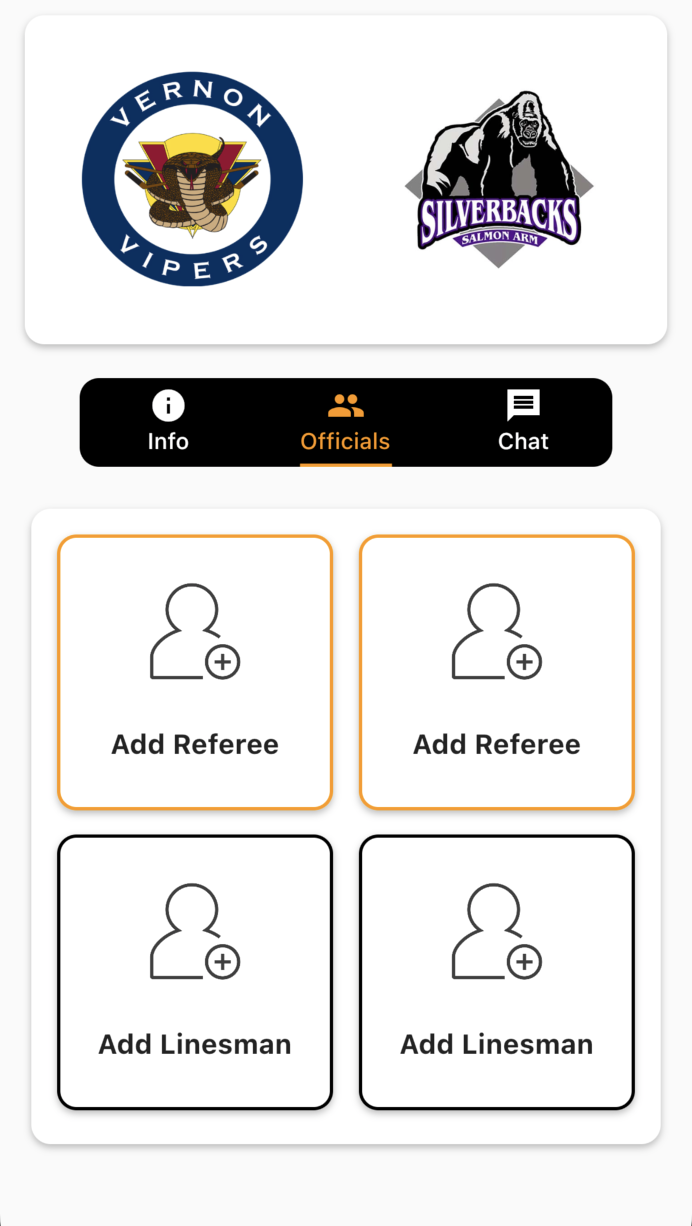 VERNON
VIPERS
SILVERBACKS
SALMON ARM
Info
Officials
Chat
Add Referee
Add Referee
Add Linesman
Add Linesman